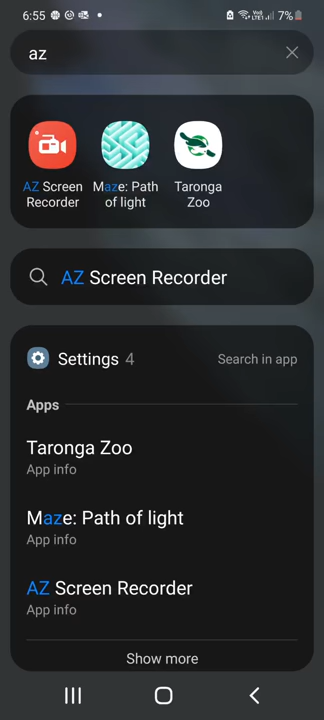 6:55 7%
az
AZ Screen Recorder
Maze: Path of light
Taronga Zoo
AZ Screen Recorder
Settings 4 Search in app
Apps
Taronga Zoo
App info
Maze: Path of light
App info
AZ Screen Recorder
App info
Show more